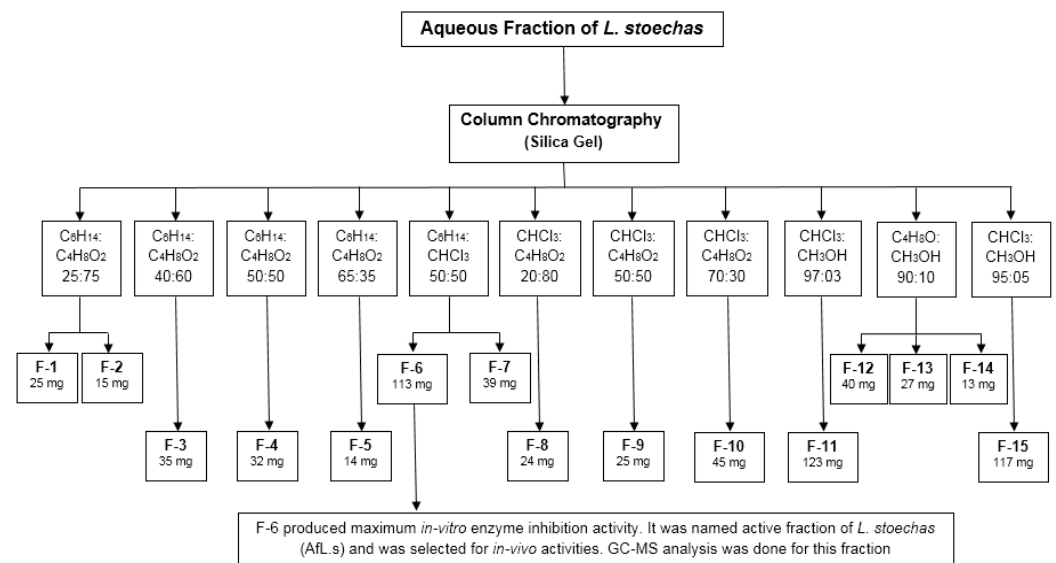 Aqueous Fraction of L. stoechas
Column Chromatography
(Silica Gel)
C₆H₁₄:
C₄H₈O₂
25:75
C₆H₁₄:
C₄H₈O₂
40:60
C₆H₁₄:
C₄H₈O₂
50:50
C₆H₁₄:
C₄H₈O₂
65:35
C₆H₁₄:
CHCl₃
50:50
CHCl₃:
C₄H₈O₂
20:80
CHCl₃:
C₄H₈O₂
50:50
CHCl₃:
C₄H₈O₂
70:30
CHCl₃:
CH₃OH
97:03
C₄H₈O:
CH₃OH
90:10
CHCl₃:
CH₃OH
95:05
F-1
25 mg
F-2
15 mg
F-6
113 mg
F-7
39 mg
F-12
40 mg
F-13
27 mg
F-14
13 mg
F-3
35 mg
F-4
32 mg
F-5
14 mg
F-8
24 mg
F-9
25 mg
F-10
45 mg
F-11
123 mg
F-15
117 mg
F-6 produced maximum in-vitro enzyme inhibition activity. It was named active fraction of L. stoechas
(AfL.s) and was selected for in-vivo activities. GC-MS analysis was done for this fraction